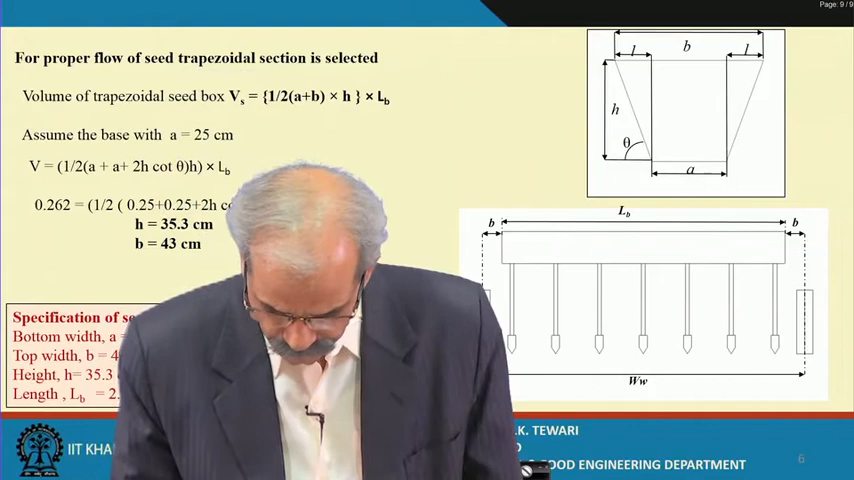 Page: 9 / 9
For proper flow of seed trapezoidal section is selected
Volume of trapezoidal seed box Vs = {1/2(a+b) × h } × Lb
Assume the base with a = 25 cm
V = (1/2(a + a+ 2h cot θ)h) × Lb
0.262 = (1/2 ( 0.25+0.25+2h
h = 35.3 cm
b = 43 cm
Specification of
Bottom width, a
Top width, b = 4
Height, h= 35.3
Length , Lb = 2.
l b l
h
θ
a
Lb
b b
Ww
IIT
K. TEWARI
FOOD ENGINEERING DEPARTMENT
6